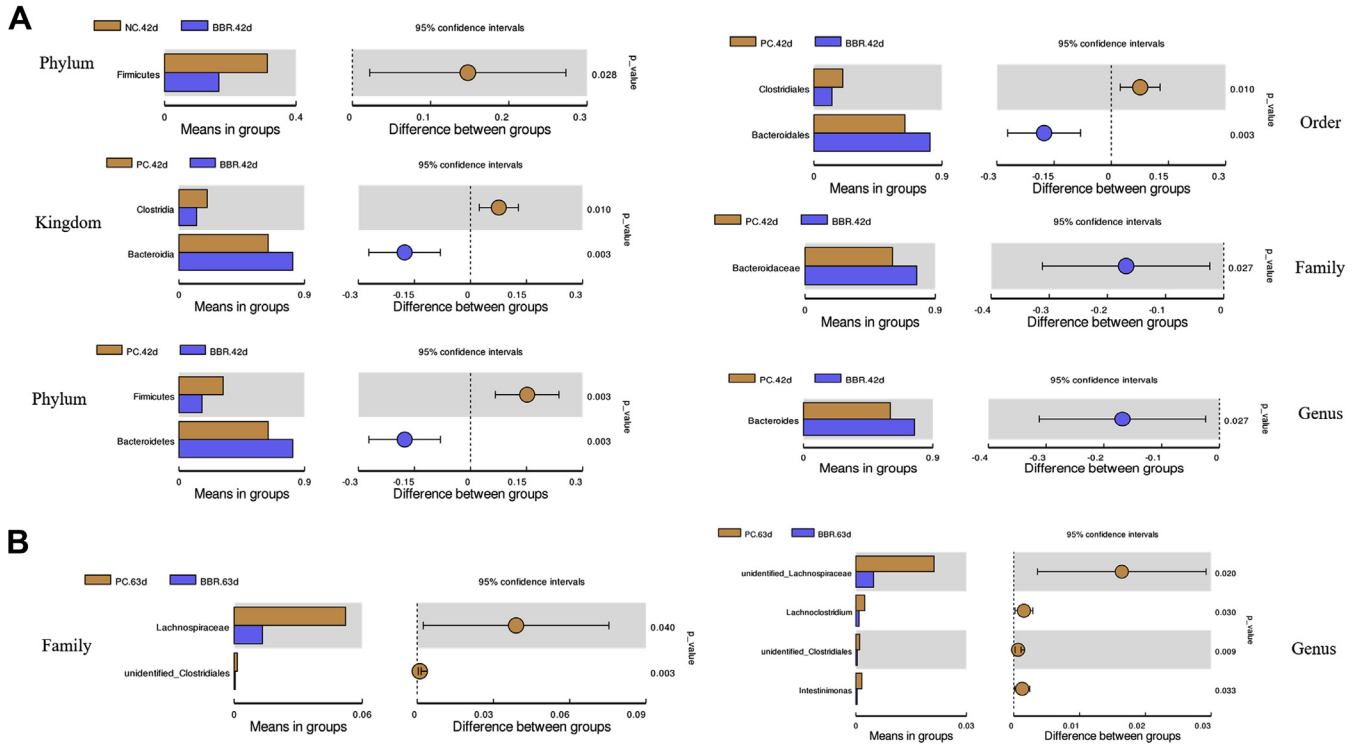 A
NC.42d BBR.42d 95% confidence intervals
Phylum
Firmicutes
0.028
p_value
0 0.4 0.1 0.2 0.3
Means in groups Difference between groups
PC.42d BBR.42d 95% confidence intervals
Kingdom
Clostridia
0.010
Bacteroidia
0.003
p_value
0 0.9 -0.3 -0.15 0 0.15 0.3
Means in groups Difference between groups
PC.42d BBR.42d 95% confidence intervals
Phylum
Firmicutes
0.003
Bacteroidetes
0.003
p_value
0 0.9 -0.3 -0.15 0 0.15 0.3
Means in groups Difference between groups
PC.42d BBR.42d 95% confidence intervals
Clostridiales
0.010
Bacteroidales
0.003
p_value
Order
0 0.9 -0.3 -0.15 0 0.15 0.3
Means in groups Difference between groups
PC.42d BBR.42d 95% confidence intervals
Bacteroidaceae
0.027
p_value
Family
0 0.9 -0.4 -0.3 -0.2 -0.1 0
Means in groups Difference between groups
PC.42d BBR.42d 95% confidence intervals
Bacteroides
0.027
p_value
Genus
0 0.9 -0.4 -0.3 -0.2 -0.1 0
Means in groups Difference between groups
B
PC.63d BBR.63d 95% confidence intervals
Family
Lachnospiraceae
0.040
unidentified_Clostridiales
0.003
p_value
0 0.06 0 0.03 0.06 0.09
Means in groups Difference between groups
PC.63d BBR.63d 95% confidence intervals
unidentified_Lachnospiraceae
0.020
Lachnoclostridium
0.030
unidentified_Clostridiales
0.009
Intestinimonas
0.033
p_value
Genus
0 0.03 0 0.01 0.02 0.03
Means in groups Difference between groups